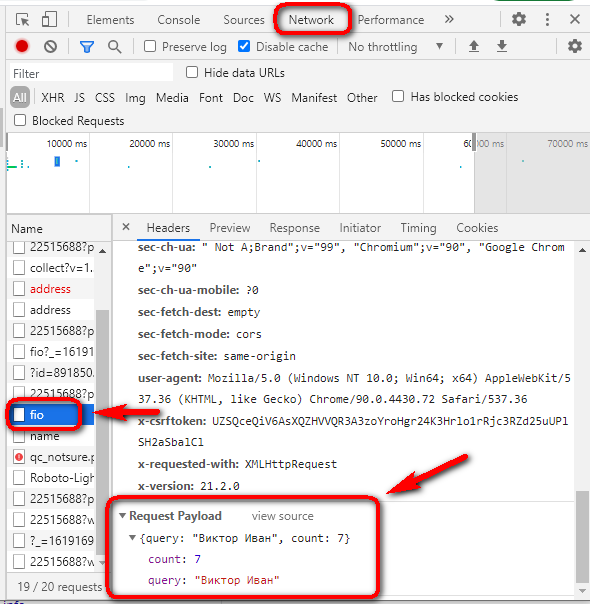 Elements Console Sources Network Performance »
Preserve log Disable cache No throttling
Filter Hide data URLs
All XHR JS CSS Img Media Font Doc WS Manifest Other Has blocked cookies
Blocked Requests
10000 ms 20000 ms 30000 ms 40000 ms 50000 ms 60000 ms 70000 ms
Name
22515688?p
collect?v=1.
address
address
22515688?p
fio?_=16191
?id=891850.
22515688?p
fio
name
qc_notsure.p
Roboto-Ligh
22515688?p
22515688?w
?_=1619169
22515688?w
19 / 20 requests
× Headers Preview Response Initiator Timing Cookies
sec-ch-ua: " Not A;Brand";v="99", "Chromium";v="90", "Google Chrom
e";v="90"
sec-ch-ua-mobile: ?0
sec-fetch-dest: empty
sec-fetch-mode: cors
sec-fetch-site: same-origin
user-agent: Mozilla/5.0 (Windows NT 10.0; Win64; x64) AppleWebKit/5
37.36 (KHTML, like Gecko) Chrome/90.0.4430.72 Safari/537.36
x-csrftoken: UZSQceQiV6AsXQZHVVQR3A3zoYroHgr24K3Hrlo1rRjc3RZd25uUPl
SH2aSbalCl
x-requested-with: XMLHttpRequest
x-version: 21.2.0
Request Payload view source
{query: "Виктор Иван", count: 7}
count: 7
query: "Виктор Иван"